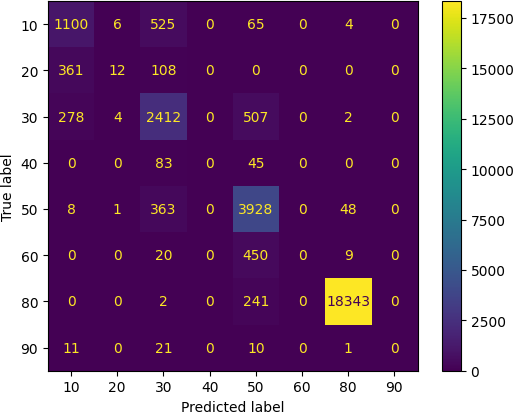 10 1100 6 525 0 65 0 4 0
20 361 12 108 0 0 0 0 0
30 278 4 2412 0 507 0 2 0
40 0 0 83 0 45 0 0 0
50 8 1 363 0 3928 0 48 0
60 0 0 20 0 450 0 9 0
80 0 0 2 0 241 0 18343 0
90 11 0 21 0 10 0 1 0
10 20 30 40 50 60 80 90
Predicted label
True label
17500
15000
12500
10000
7500
5000
2500
0